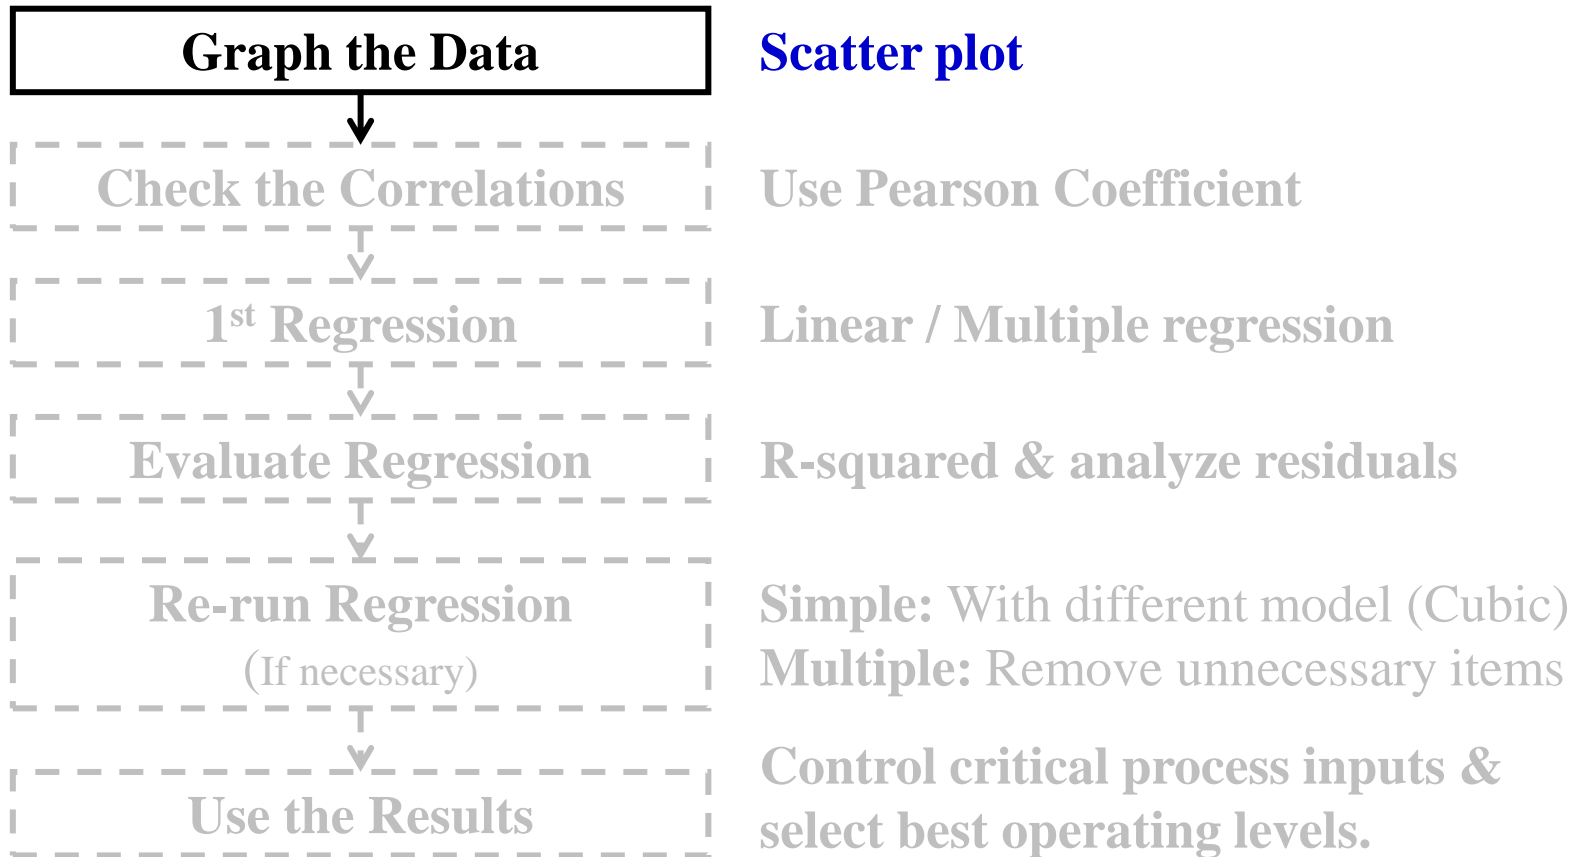 Graph the Data
Scatter plot
Check the Correlations
Use Pearson Coefficient
1st Regression
Linear / Multiple regression
Evaluate Regression
R-squared & analyze residuals
Re-run Regression
(If necessary)
Simple: With different model (Cubic)
Multiple: Remove unnecessary items
Use the Results
Control critical process inputs &
select best operating levels.